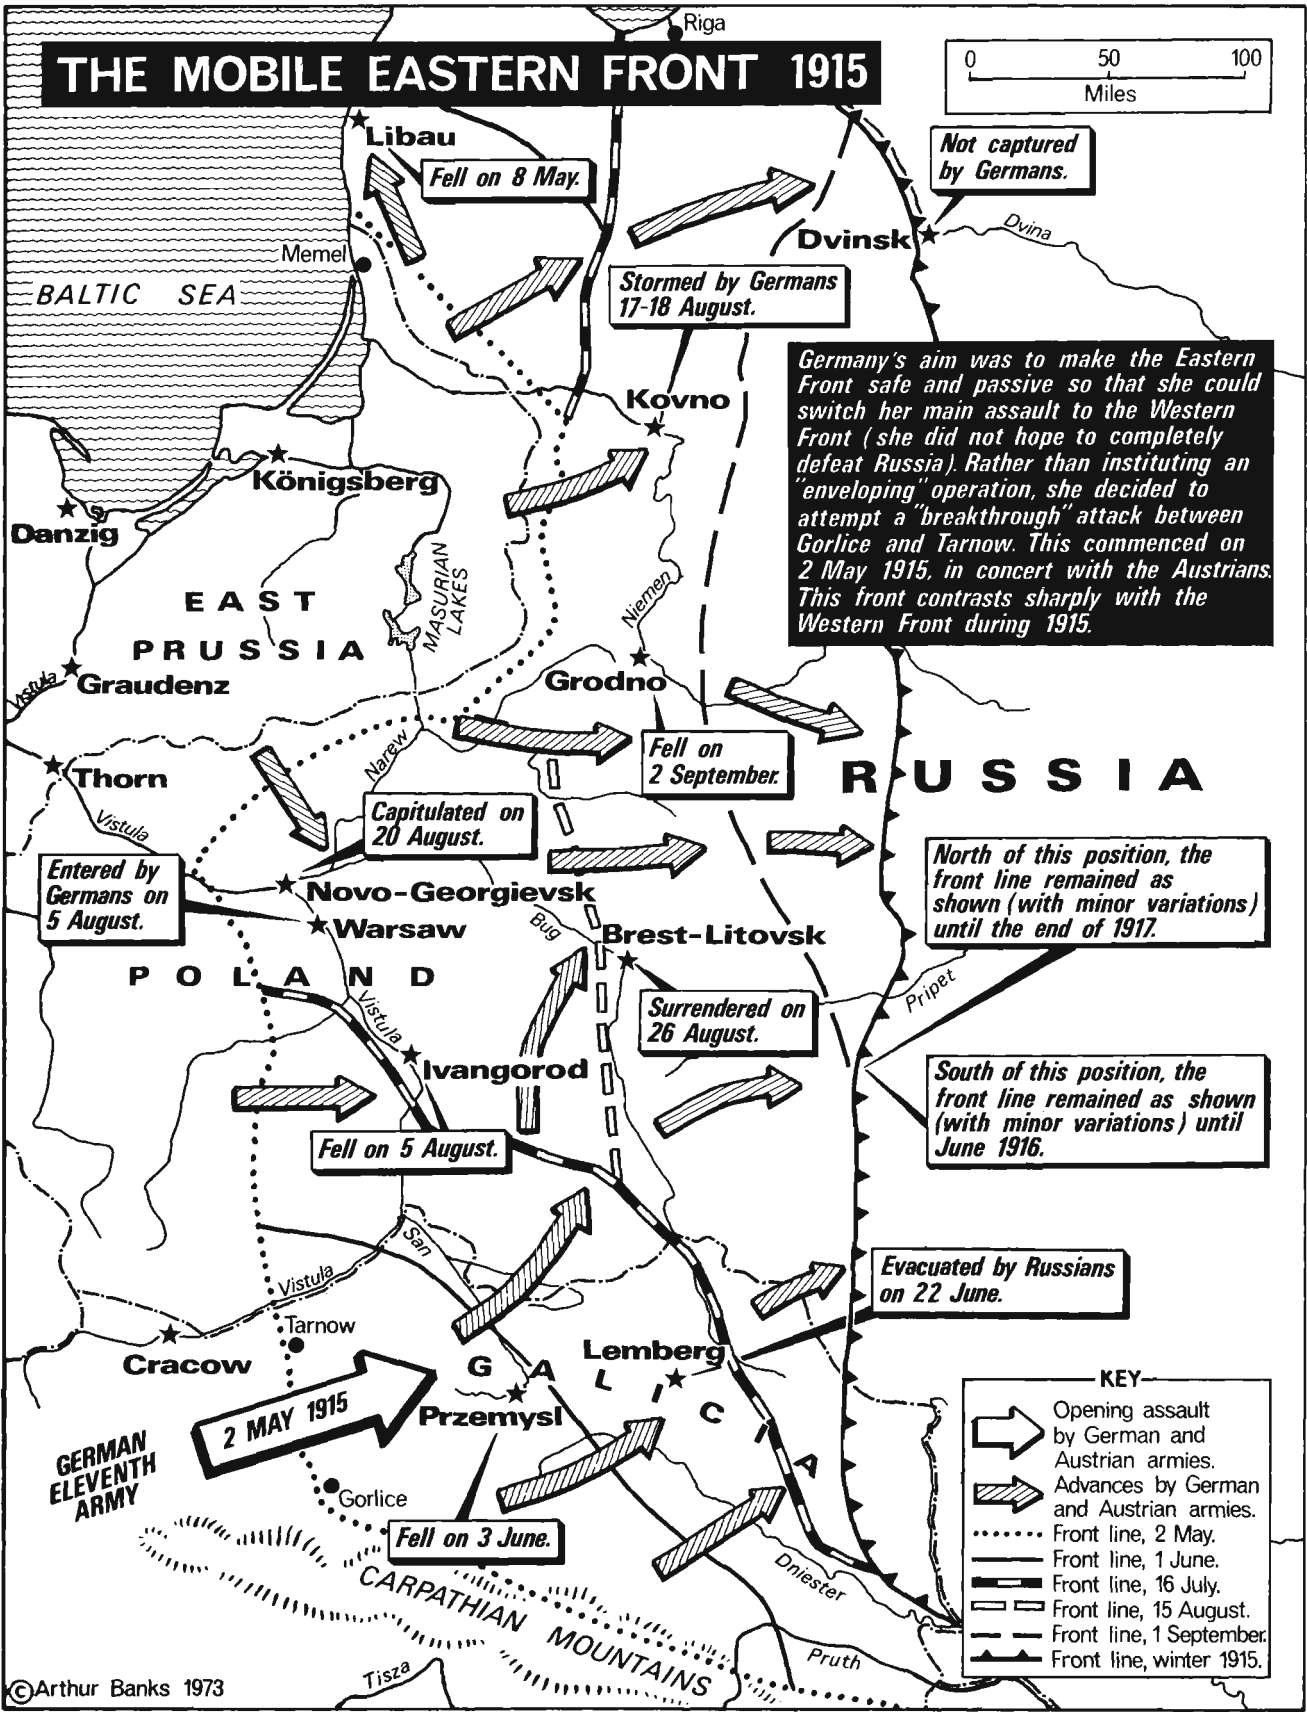 Riga
THE MOBILE EASTERN FRONT 1915
0 50 100
Miles
Libau
Fell on 8 May.
Not captured
by Germans.
Dvina
Dvinsk
Memel
BALTIC SEA
Stormed by Germans
17-18 August.
Kovno
Germany's aim was to make the Eastern
Front safe and passive so that she could
switch her main assault to the Western
Front (she did not hope to completely
defeat Russia). Rather than instituting an
"enveloping" operation, she decided to
attempt a "breakthrough" attack between
Gorlice and Tarnow. This commenced on
2 May 1915, in concert with the Austrians.
This front contrasts sharply with the
Western Front during 1915.
Königsberg
Danzig
MASURIAN
LAKES
EAST
PRUSSIA
Niemen
Vistula
Graudenz
Grodno
Narew
Fell on
2 September.
RUSSIA
Thorn
Vistula
Capitulated on
20 August.
Entered by
Germans on
5 August.
Novo-Georgievsk
Warsaw
Bug
Brest-Litovsk
North of this position, the
front line remained as
shown (with minor variations)
until the end of 1917.
POLAND
Vistula
Pripet
Surrendered on
26 August.
Ivangorod
South of this position, the
front line remained as shown
(with minor variations) until
June 1916.
Fell on 5 August.
San
Vistula
Evacuated by Russians
on 22 June.
Tarnow
Cracow
Lemberg
GALICIA
Przemysl
2 MAY 1915
GERMAN
ELEVENTH
ARMY
Gorlice
Fell on 3 June.
CARPATHIAN MOUNTAINS
Dniester
Pruth
Tisza
KEY
Opening assault
by German and
Austrian armies.
Advances by German
and Austrian armies.
Front line, 2 May.
Front line, 1 June.
Front line, 16 July.
Front line, 15 August.
Front line, 1 September.
Front line, winter 1915.
©Arthur Banks 1973